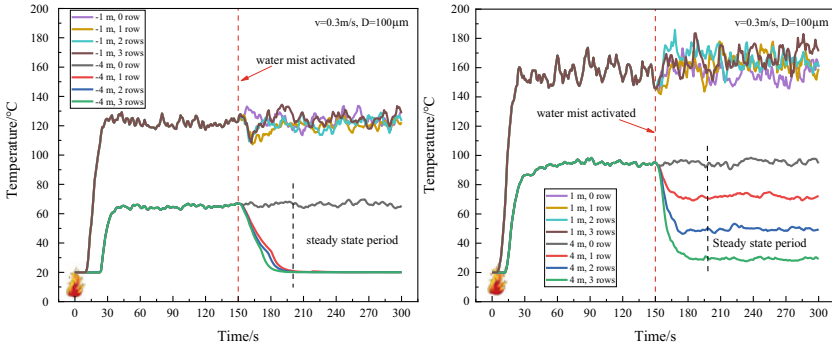 200
180
160
140
120
100
80
60
40
20
0
Temperature/°C
-1 m, 0 row
-1 m, 1 row
-1 m, 2 rows
-1 m, 3 rows
-4 m, 0 row
-4 m, 1 row
-4 m, 2 rows
-4 m, 3 rows
v=0.3m/s, D=100μm
water mist activated
steady state period
0 30 60 90 120 150 180 210 240 270 300
Time/s
200
180
160
140
120
100
80
60
40
20
0
Temperature/°C
v=0.3m/s, D=100μm
water mist activated
1 m, 0 row
1 m, 1 row
1 m, 2 rows
1 m, 3 rows
4 m, 0 row
4 m, 1 row
4 m, 2 rows
4 m, 3 rows
Steady state period
0 30 60 90 120 150 180 210 240 270 300
Time/s